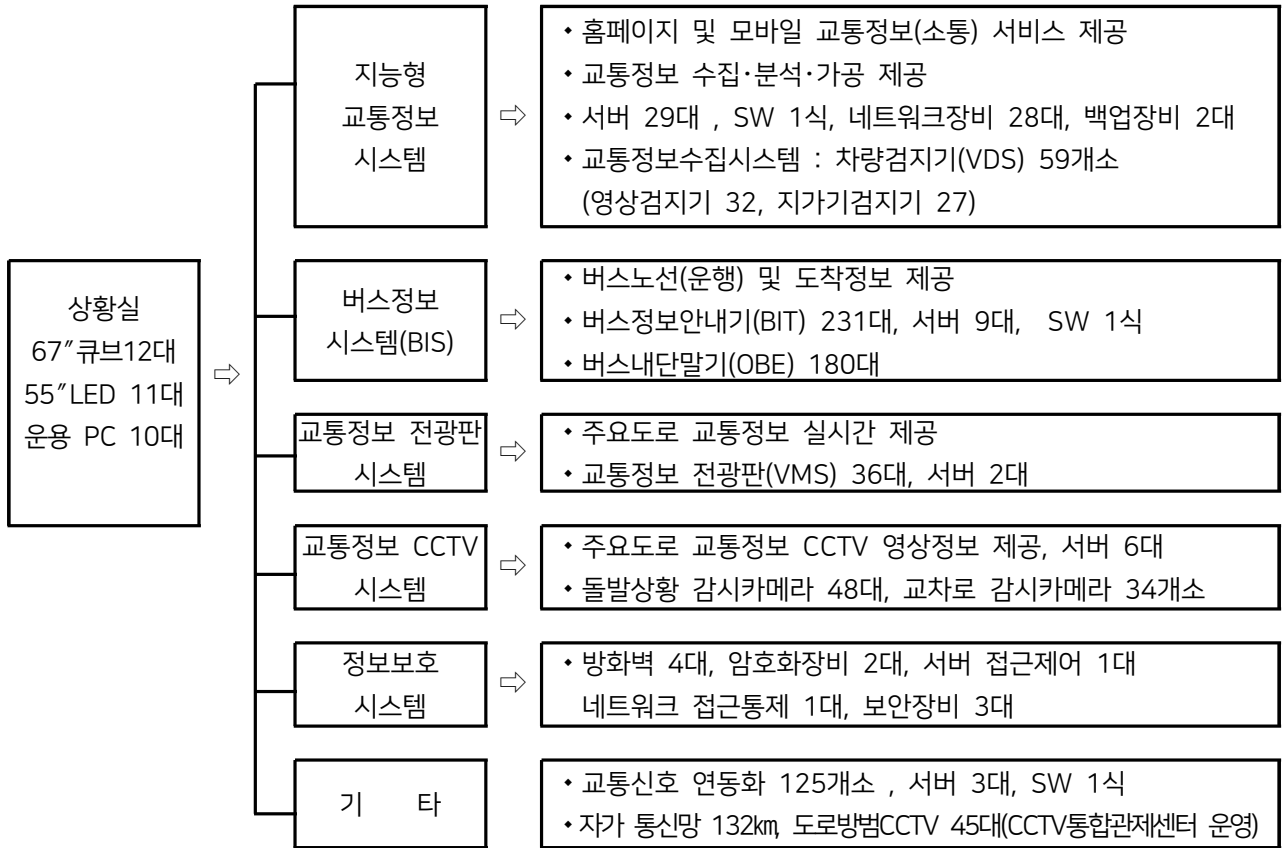 상황실
67″큐브12대
55″LED 11대
운용 PC 10대
⇨
지능형
교통정보
시스템
⇨
• 홈페이지 및 모바일 교통정보(소통) 서비스 제공
• 교통정보 수집·분석·가공 제공
• 서버 29대 , SW 1식, 네트워크장비 28대, 백업장비 2대
• 교통정보수집시스템 : 차량검지기(VDS) 59개소
(영상검지기 32, 지가기검지기 27)
버스정보
시스템(BIS)
⇨
• 버스노선(운행) 및 도착정보 제공
• 버스정보안내기(BIT) 231대, 서버 9대, SW 1식
• 버스내단말기(OBE) 180대
교통정보 전광판
시스템
⇨
• 주요도로 교통정보 실시간 제공
• 교통정보 전광판(VMS) 36대, 서버 2대
교통정보 CCTV
시스템
⇨
• 주요도로 교통정보 CCTV 영상정보 제공, 서버 6대
• 돌발상황 감시카메라 48대, 교차로 감시카메라 34개소
정보보호
시스템
⇨
• 방화벽 4대, 암호화장비 2대, 서버 접근제어 1대
네트워크 접근통제 1대, 보안장비 3대
기 타
• 교통신호 연동화 125개소 , 서버 3대, SW 1식
• 자가 통신망 132㎞, 도로방범CCTV 45대(CCTV통합관제센터 운영)